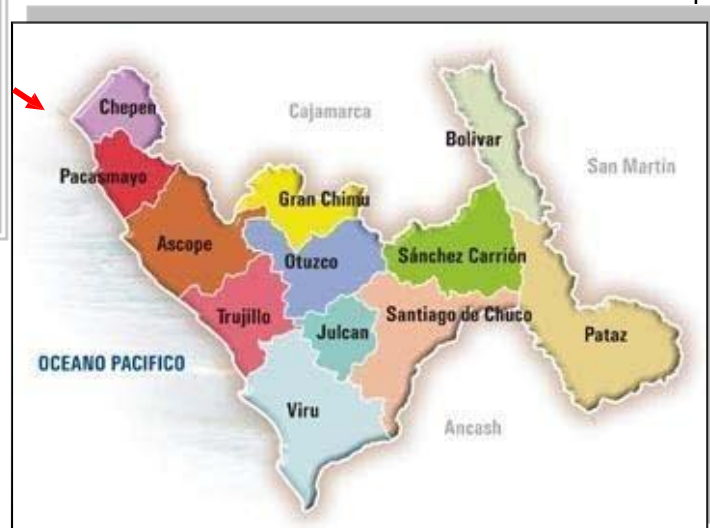 Chepen
Cajamarca
Bolivar
San Martin
Pacasmayo
Gran Chimu
Ascope
Otuzco
Sánchez Carrión
Trujillo
Julcan
Santiago de Chuco
Pataz
OCEANO PACIFICO
Viru
Ancash